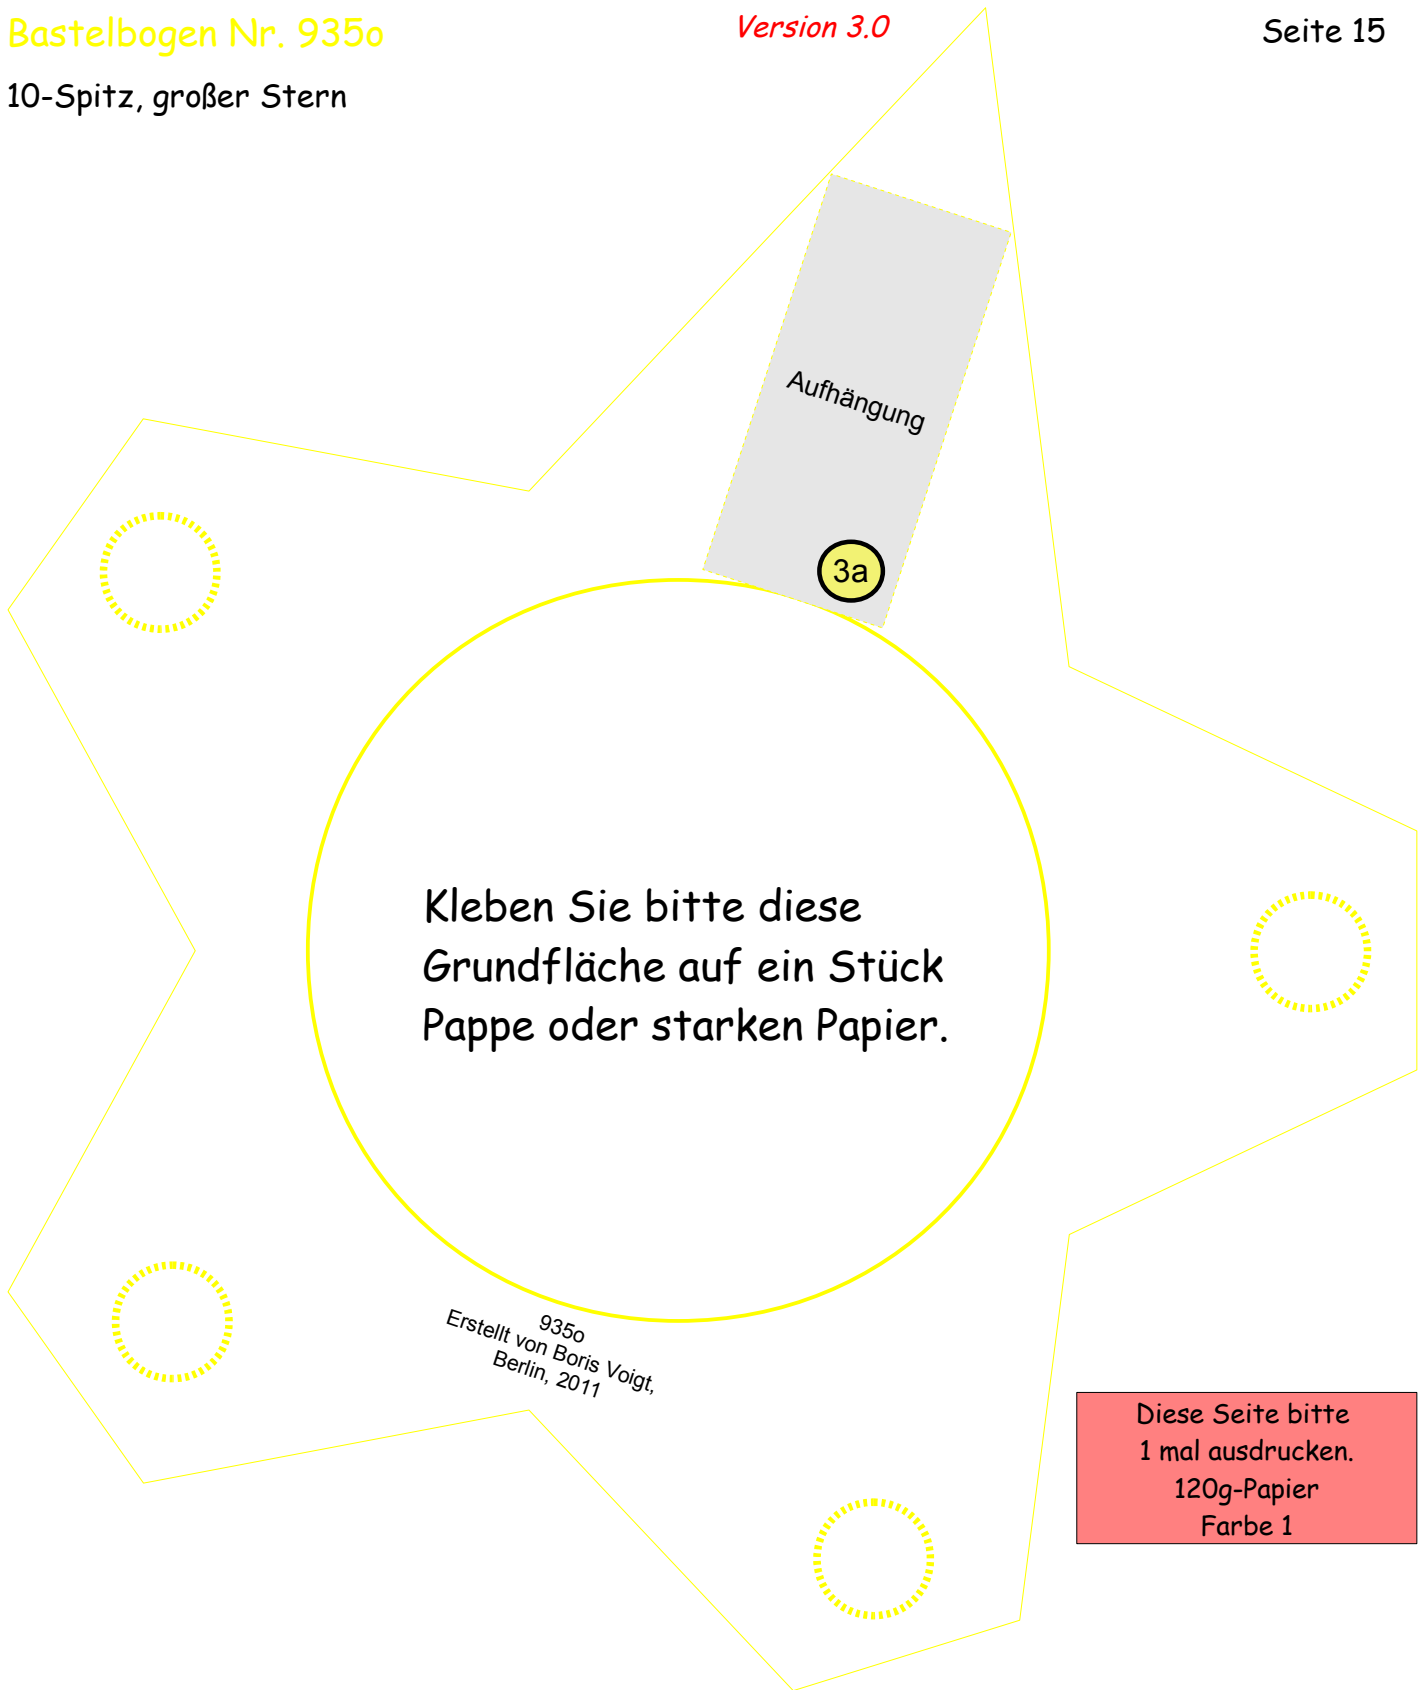 Bastelbogen Nr. 935o
Version 3.0
Seite 15
10-Spitz, großer Stern
Aufhängung
3a
Kleben Sie bitte diese
Grundfläche auf ein Stück
Pappe oder starken Papier.
935o
Erstellt von Boris Voigt,
Berlin, 2011
Diese Seite bitte
1 mal ausdrucken.
120g-Papier
Farbe 1